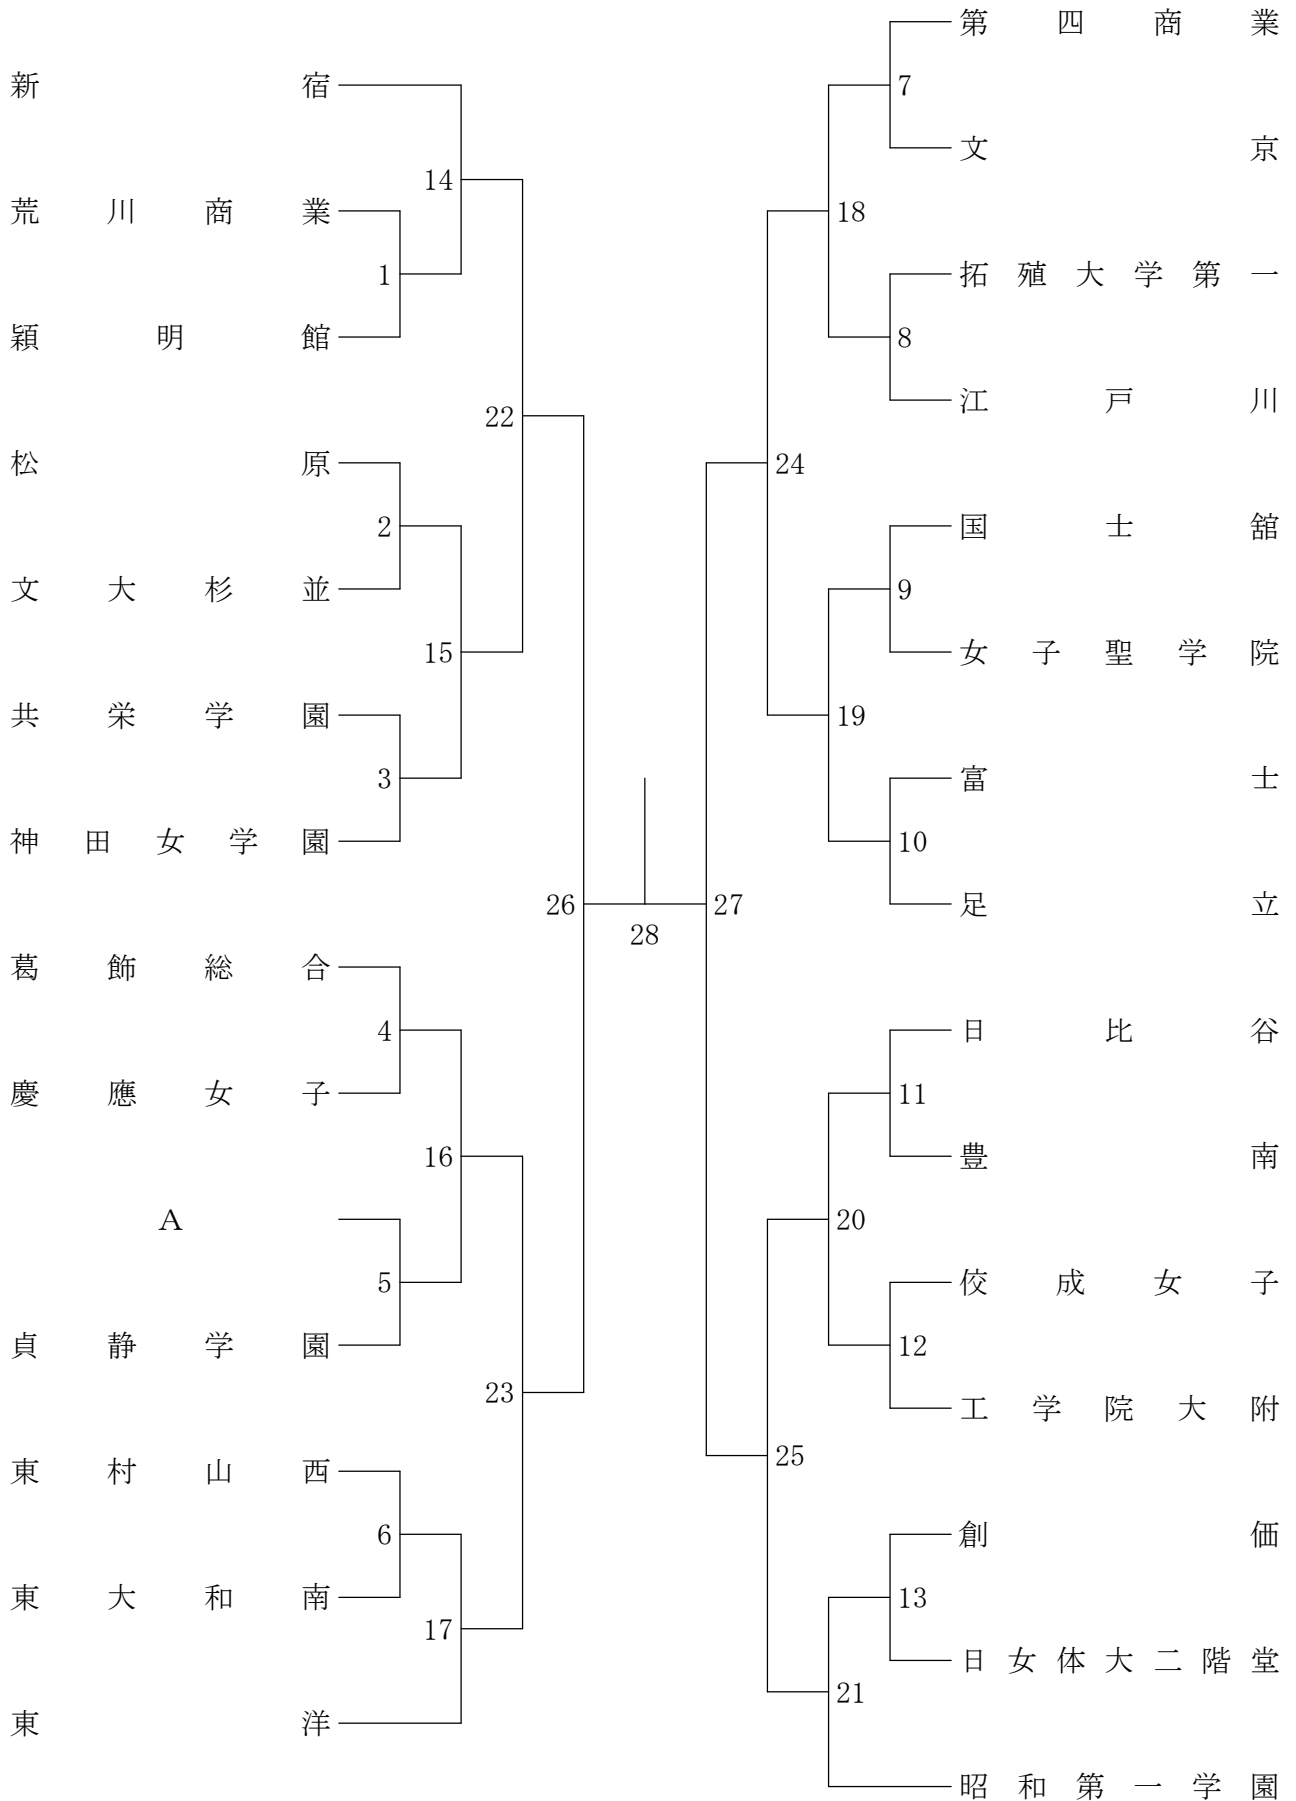 新宿
荒川商業
穎明館
松原
文大杉並
共栄学園
神田女学園
葛飾総合
慶應女子
A
貞静学園
東村山西
東大和南
東洋
14
1
22
2
15
3
26
4
16
5
23
6
17
28
第四商業
7
文京
18
拓殖大学第一
8
江戸川
24
国士舘
9
女子聖学院
19
富士
10
足立
27
日比谷
11
豊南
20
佼成女子
12
工学院大附
25
創価
13
日女体大二階堂
21
昭和第一学園